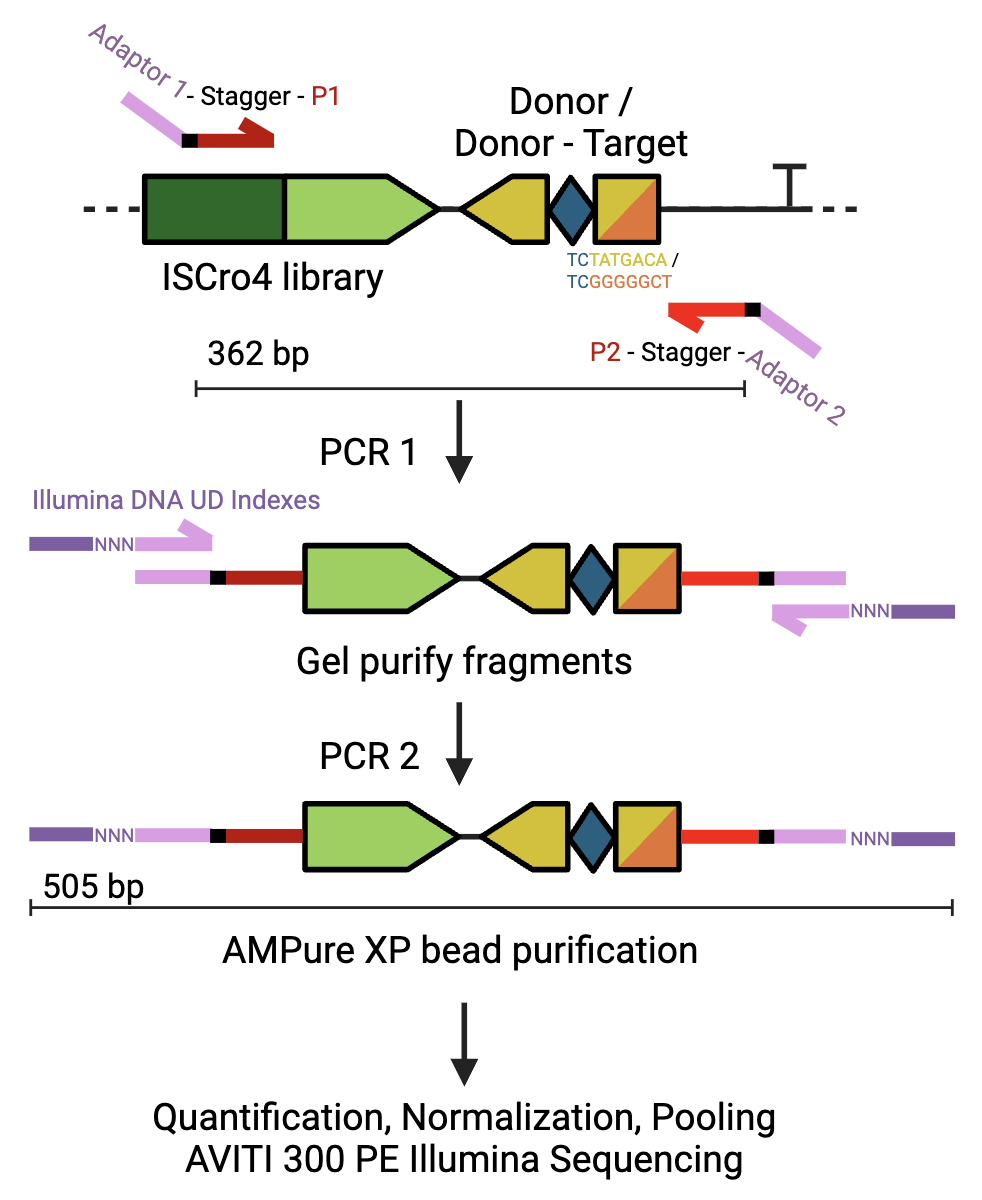 Adaptor 1 - Stagger - P1
Donor /
Donor - Target
ISCro4 library
TCTATGACA /
TCGGGGGCT
P2 - Stagger - Adaptor 2
362 bp
PCR 1
Illumina DNA UD Indexes
NNN
NNN
Gel purify fragments
PCR 2
NNN
NNN
505 bp
AMPure XP bead purification
Quantification, Normalization, Pooling
AVITI 300 PE Illumina Sequencing